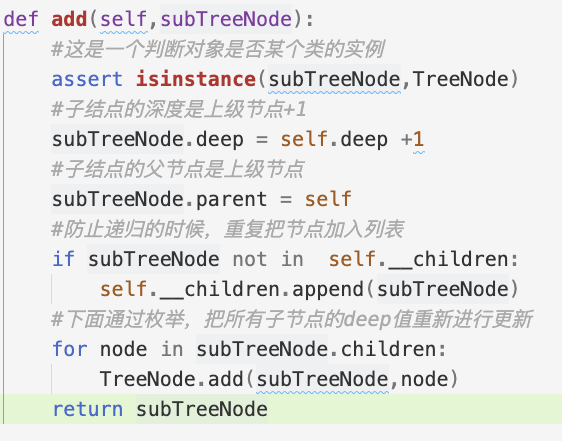 def add(self,subTreeNode):
#这是一个判断对象是否某个类的实例
assert isinstance(subTreeNode,TreeNode)
#子结点的深度是上级节点+1
subTreeNode.deep = self.deep +1
#子结点的父节点是上级节点
subTreeNode.parent = self
#防止递归的时候，重复把节点加入列表
if subTreeNode not in  self.__children:
self.__children.append(subTreeNode)
#下面通过枚举，把所有子节点的deep值重新进行更新
for node in subTreeNode.children:
TreeNode.add(subTreeNode,node)
return subTreeNode